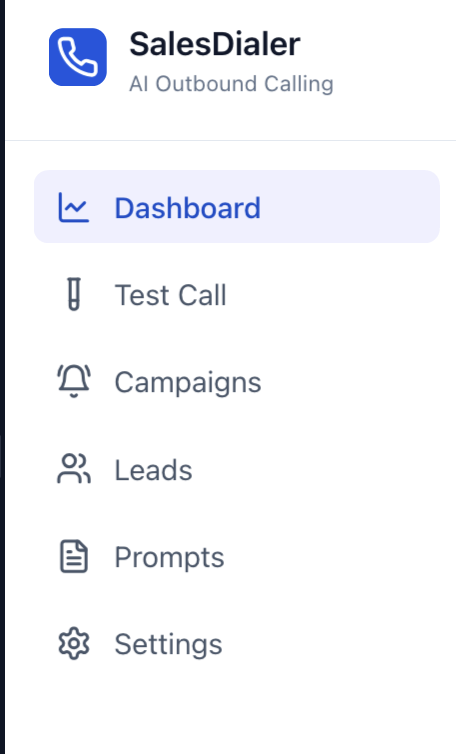 SalesDialer
AI Outbound Calling
Dashboard
Test Call
Campaigns
Leads
Prompts
Settings